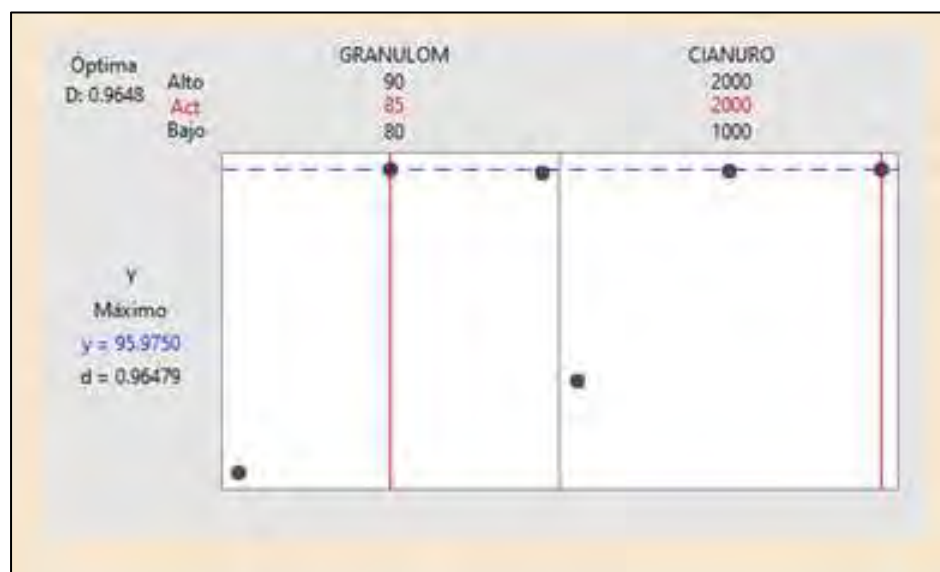 Óptima GRANULOM CIANURO
D: 0.9648 Alto 90 2000
Act 85 2000
Bajo 80 1000
y
Máximo
y = 95.9750
d = 0.96479